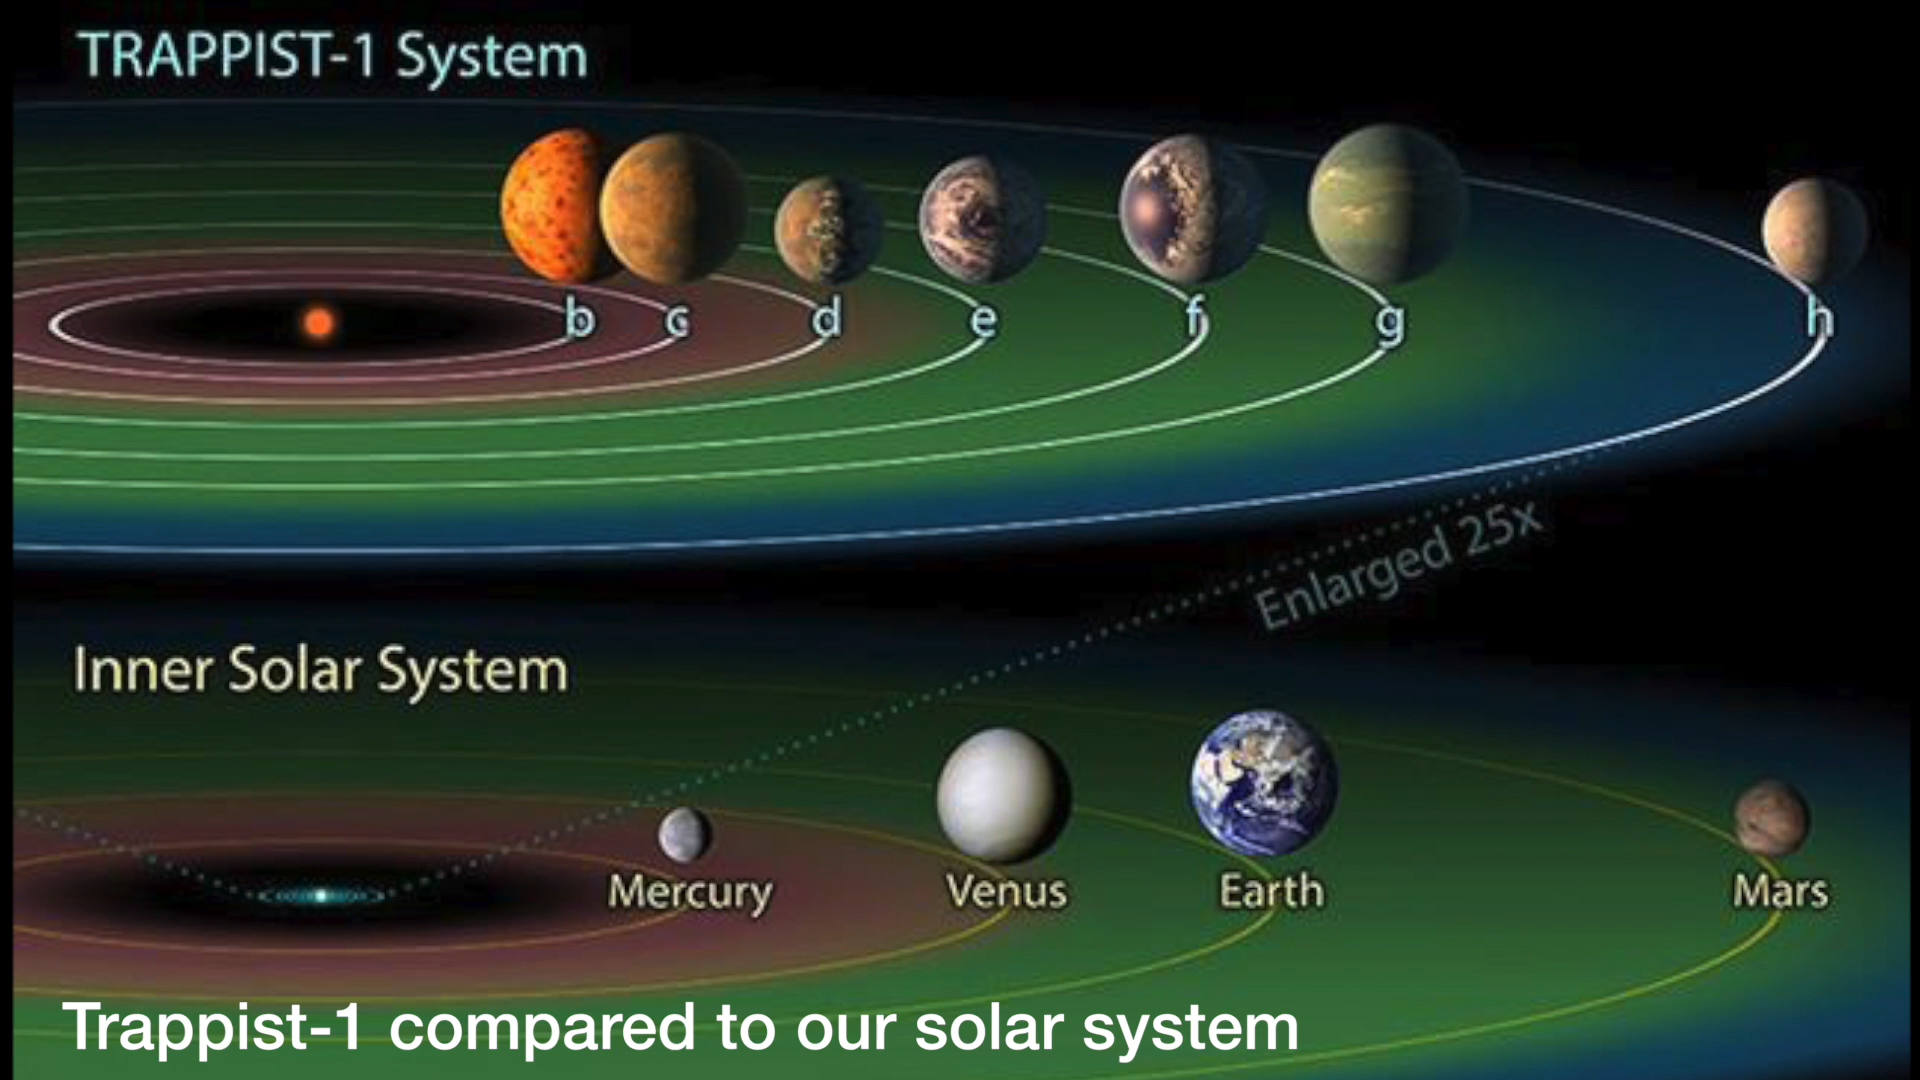 TRAPPIST-1 System
b c d e f g h
Enlarged 25x
Inner Solar System
Mercury Venus Earth Mars
Trappist-1 compared to our solar system